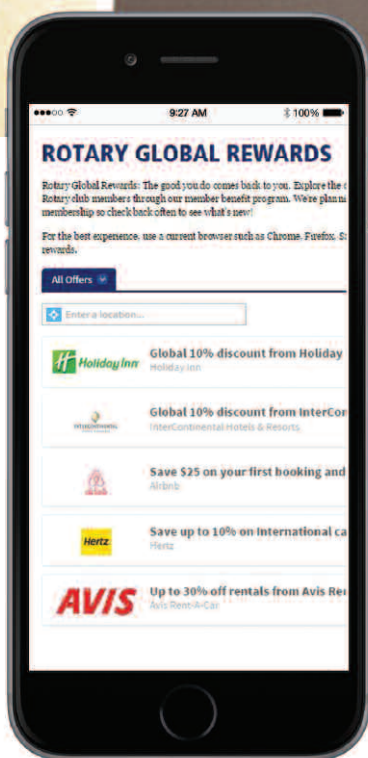 9:27 AM
100%
ROTARY GLOBAL REWARDS
Rotary Global Rewards: The good you do comes back to you. Explore the
Rotary club members through our member benefit program. We're plan
membership so check back often to see what's new!
For the best experience, use a current browser such as Chrome, Firefox,
rewards.
All Offers
Enter a location...
Holiday Inn
Global 10% discount from Holiday
Holiday Inn
INTERCONTINENTAL
Global 10% discount from InterCon
InterContinental Hotels & Resorts
airbnb
Save $25 on your first booking and
Airbnb
Hertz
Save up to 10% on International ca
Hertz
AVIS
Up to 30% off rentals from Avis Ren
Avis Rent-A-Car